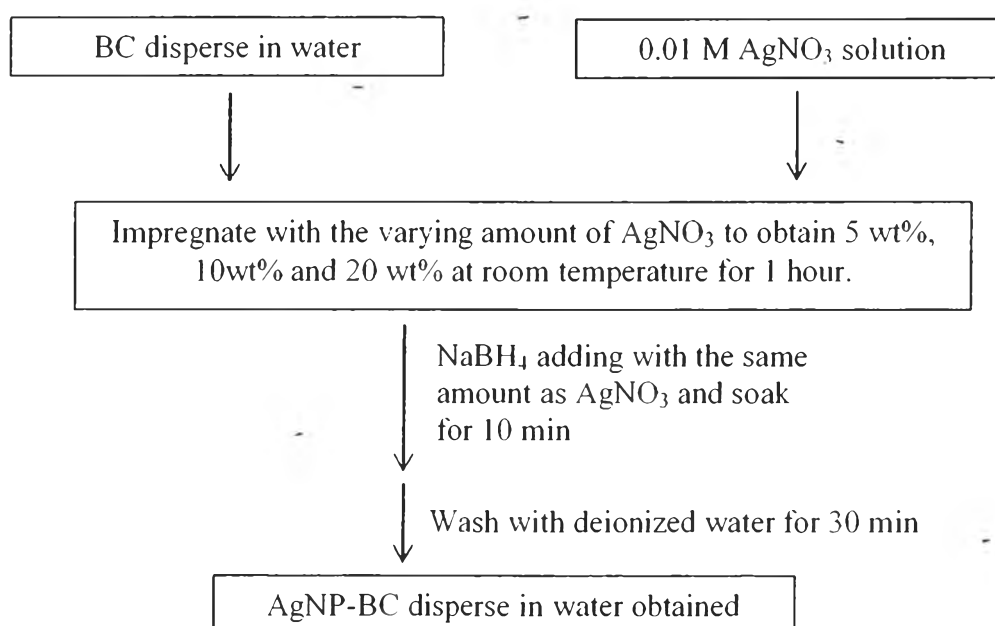 BC disperse in water
0.01 M AgNO₃ solution
Impregnate with the varying amount of AgNO₃ to obtain 5 wt%,
10wt% and 20 wt% at room temperature for 1 hour.
NaBH₄ adding with the same
amount as AgNO₃ and soak
for 10 min
Wash with deionized water for 30 min
AgNP-BC disperse in water obtained